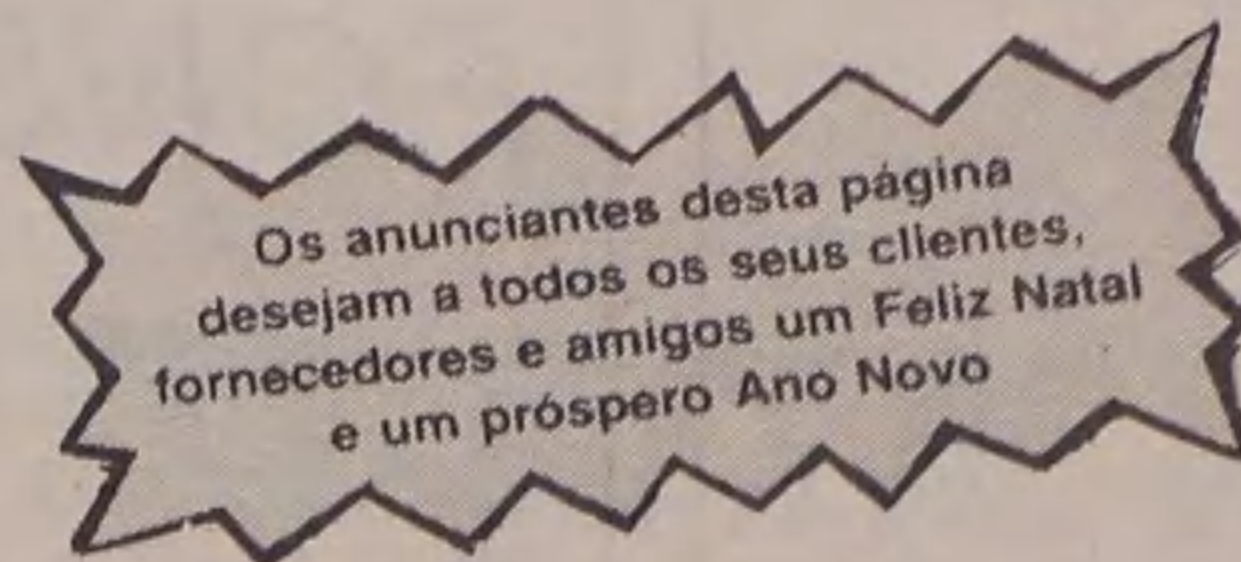 Os anunciantes desta página
desejam a todos os seus clientes,
fornecedores e amigos um Feliz Natal
e um próspero Ano Novo